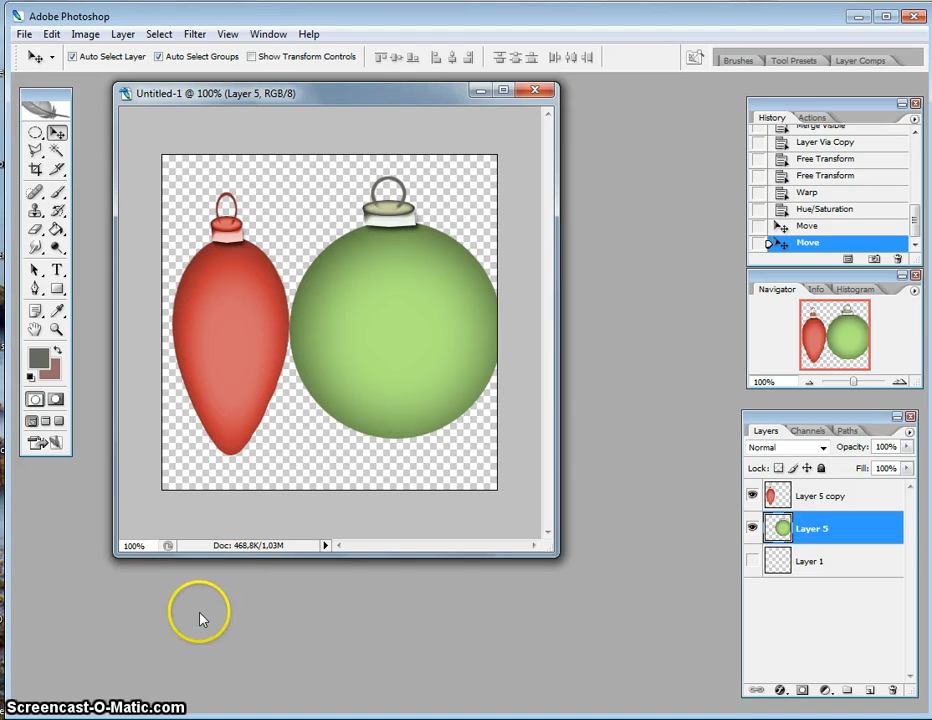 Adobe Photoshop
File Edit Image Layer Select Filter View Window Help
Auto Select Layer Auto Select Groups Show Transform Controls Brushes Tool Presets Layer Comps
Untitled-1 @ 100% (Layer 5, RGB/8)
History Actions
Merge Visible
Layer Via Copy
Free Transform
Free Transform
Warp
Hue/Saturation
Move
Move
Navigator Info Histogram
100%
Layers Channels Paths
Normal Opacity: 100%
Lock: Fill: 100%
Layer 5 copy
Layer 5
Layer 1
100% Doc: 468,8K/1,03M
Screencast-O-Matic.com